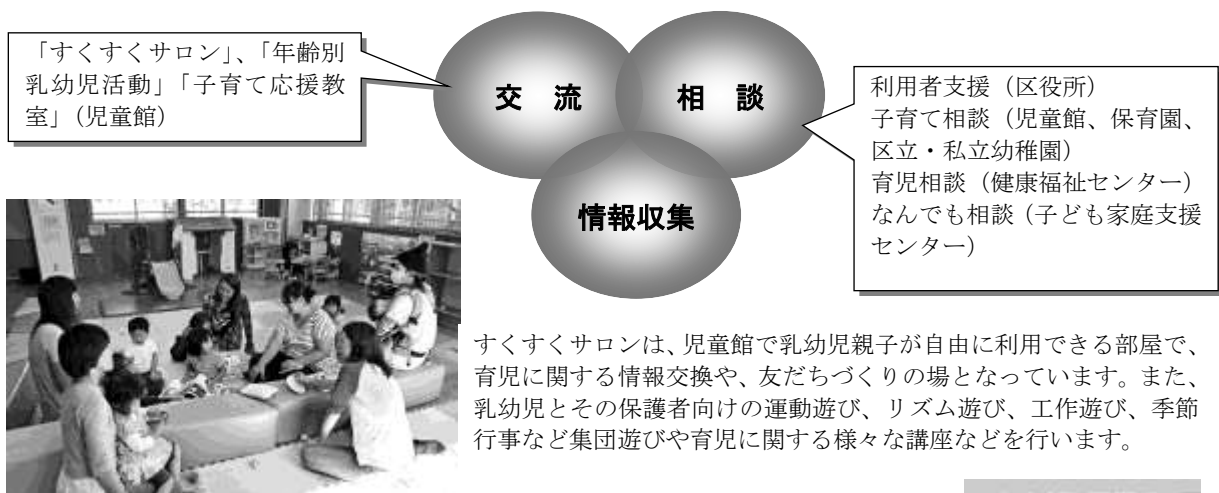 「すくすくサロン」、「年齢別
乳幼児活動」「子育て応援教
室」（児童館）
交　流
相　談
情報収集
利用者支援（区役所）
子育て相談（児童館、保育園、
区立・私立幼稚園）
育児相談（健康福祉センター）
なんでも相談（子ども家庭支援
センター）
すくすくサロンは、児童館で乳幼児親子が自由に利用できる部屋で、
育児に関する情報交換や、友だちづくりの場となっています。また、
乳幼児とその保護者向けの運動遊び、リズム遊び、工作遊び、季節
行事など集団遊びや育児に関する様々な講座などを行います。